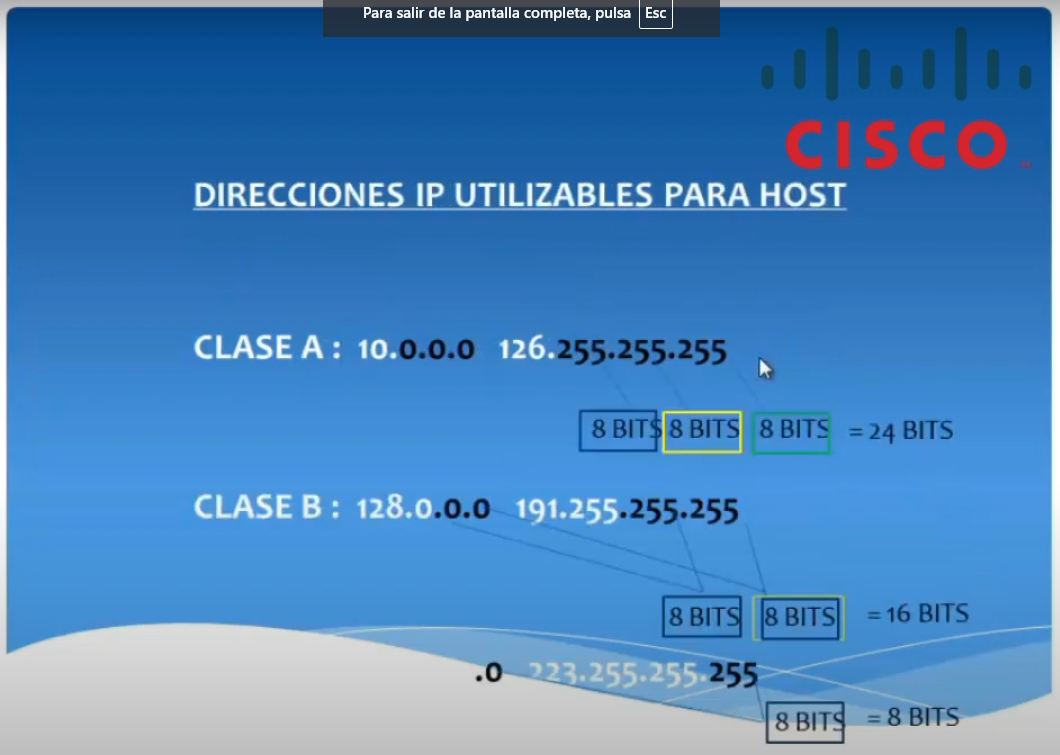 Para salir de la pantalla completa, pulsa Esc
CISCO
DIRECCIONES IP UTILIZABLES PARA HOST
CLASE A : 10.0.0.0 126.255.255.255
8 BITS 8 BITS 8 BITS = 24 BITS
CLASE B : 128.0.0.0 191.255.255.255
8 BITS 8 BITS = 16 BITS
.0 223.255.255.255
8 BITS = 8 BITS